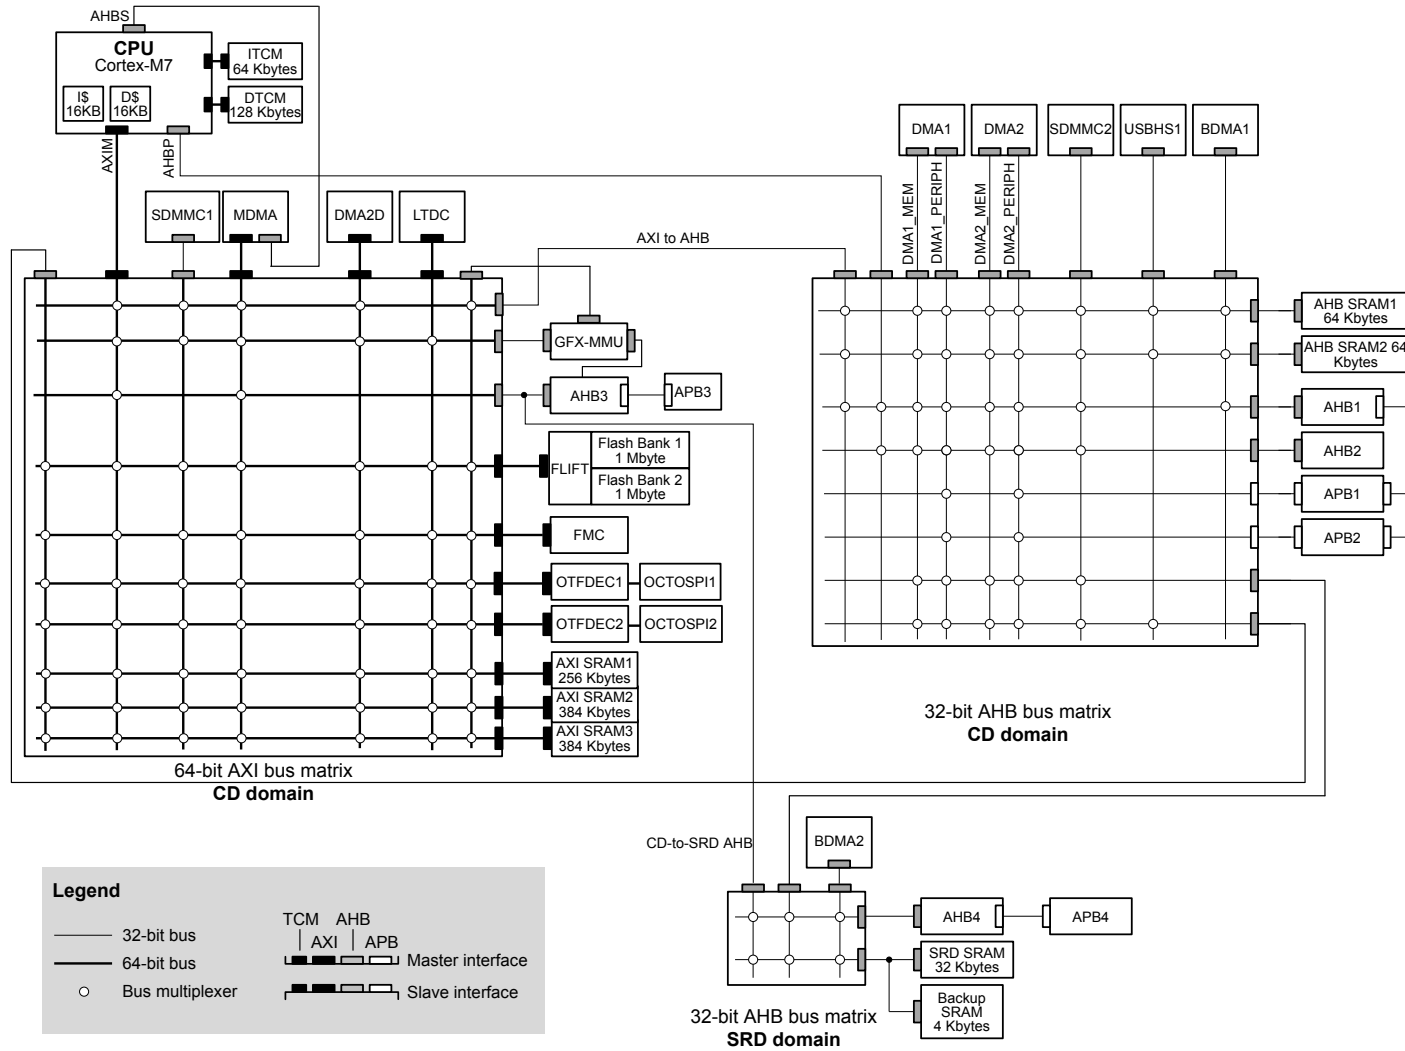 AHBS
CPU
Cortex-M7
I$
16KB
D$
16KB
ITCM
64 Kbytes
DTCM
128 Kbytes
AXIM
AHBP
SDMMC1
MDMA
DMA2D
LTDC
AXI to AHB
DMA1
DMA2
SDMMC2
USBHS1
BDMA1
DMA1_MEM
DMA1_PERIPH
DMA2_MEM
DMA2_PERIPH
GFX-MMU
AHB3
APB3
FLIFT
Flash Bank 1
1 Mbyte
Flash Bank 2
1 Mbyte
FMC
OTFDEC1
OCTOSPI1
OTFDEC2
OCTOSPI2
AXI SRAM1
256 Kbytes
AXI SRAM2
384 Kbytes
AXI SRAM3
384 Kbytes
64-bit AXI bus matrix
CD domain
AHB SRAM1
64 Kbytes
AHB SRAM2 64
Kbytes
AHB1
AHB2
APB1
APB2
32-bit AHB bus matrix
CD domain
CD-to-SRD AHB
BDMA2
AHB4
APB4
SRD SRAM
32 Kbytes
Backup
SRAM
4 Kbytes
32-bit AHB bus matrix
SRD domain
Legend
32-bit bus
64-bit bus
Bus multiplexer
TCM
AHB
AXI
APB
Master interface
Slave interface